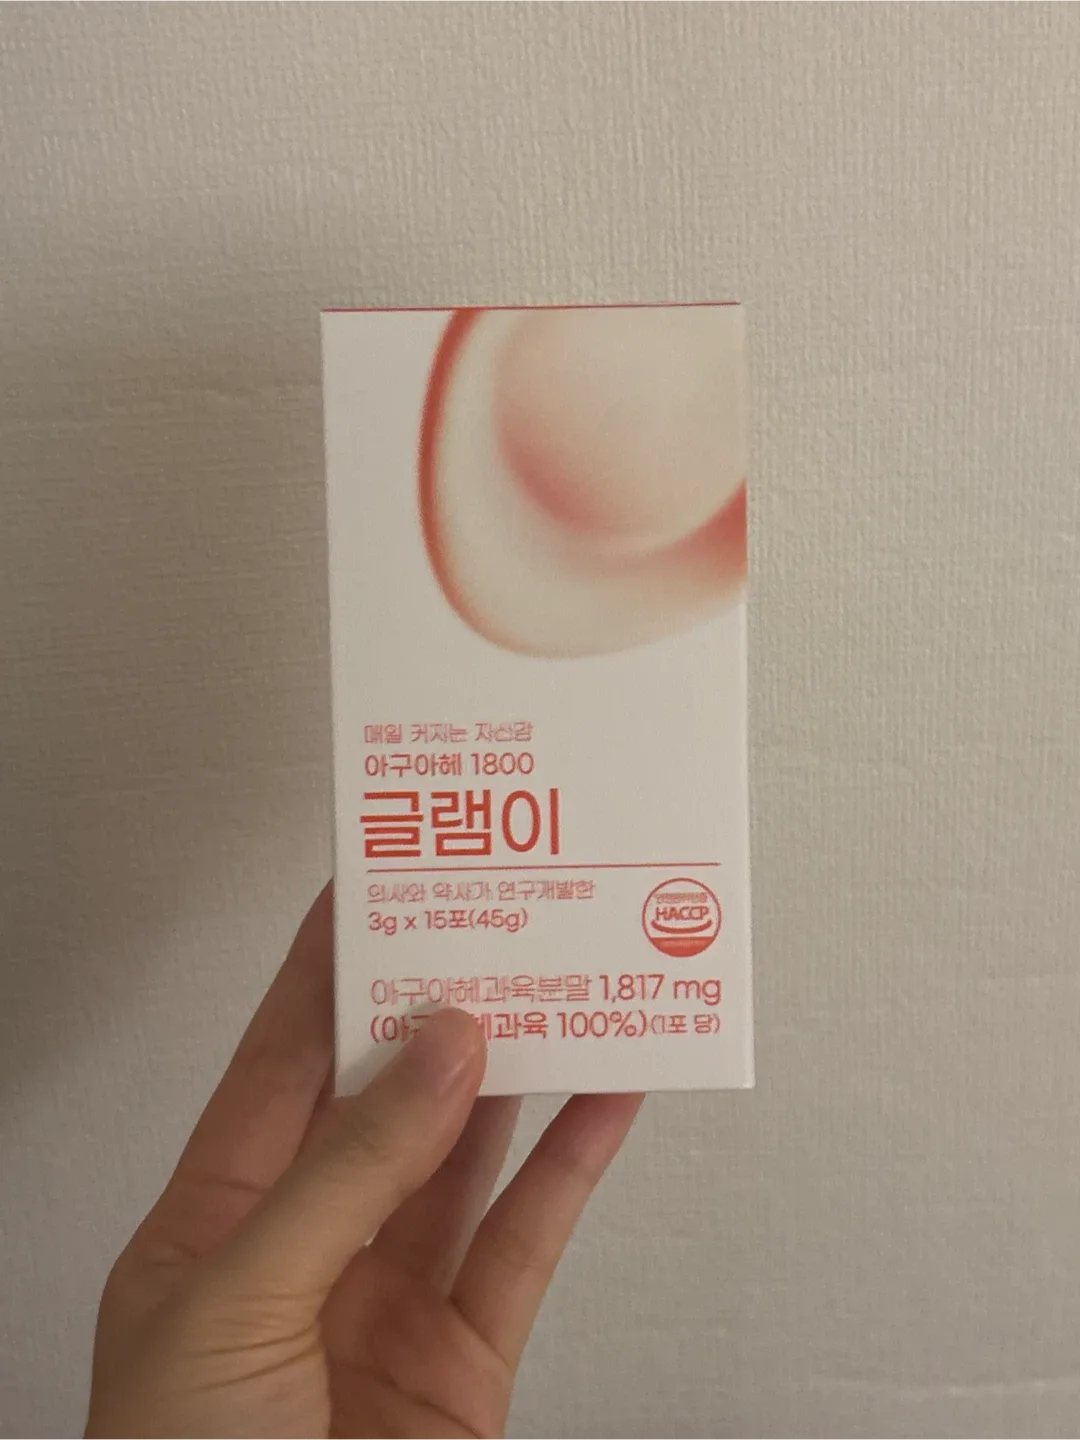 매일 커지는 자신감
아구아헤 1800
글램이
의사와 약사가 연구개발한
3g x 15포(45g)
HACCP
아구아헤과육분말 1,817 mg
과육 100%)(1포 당)